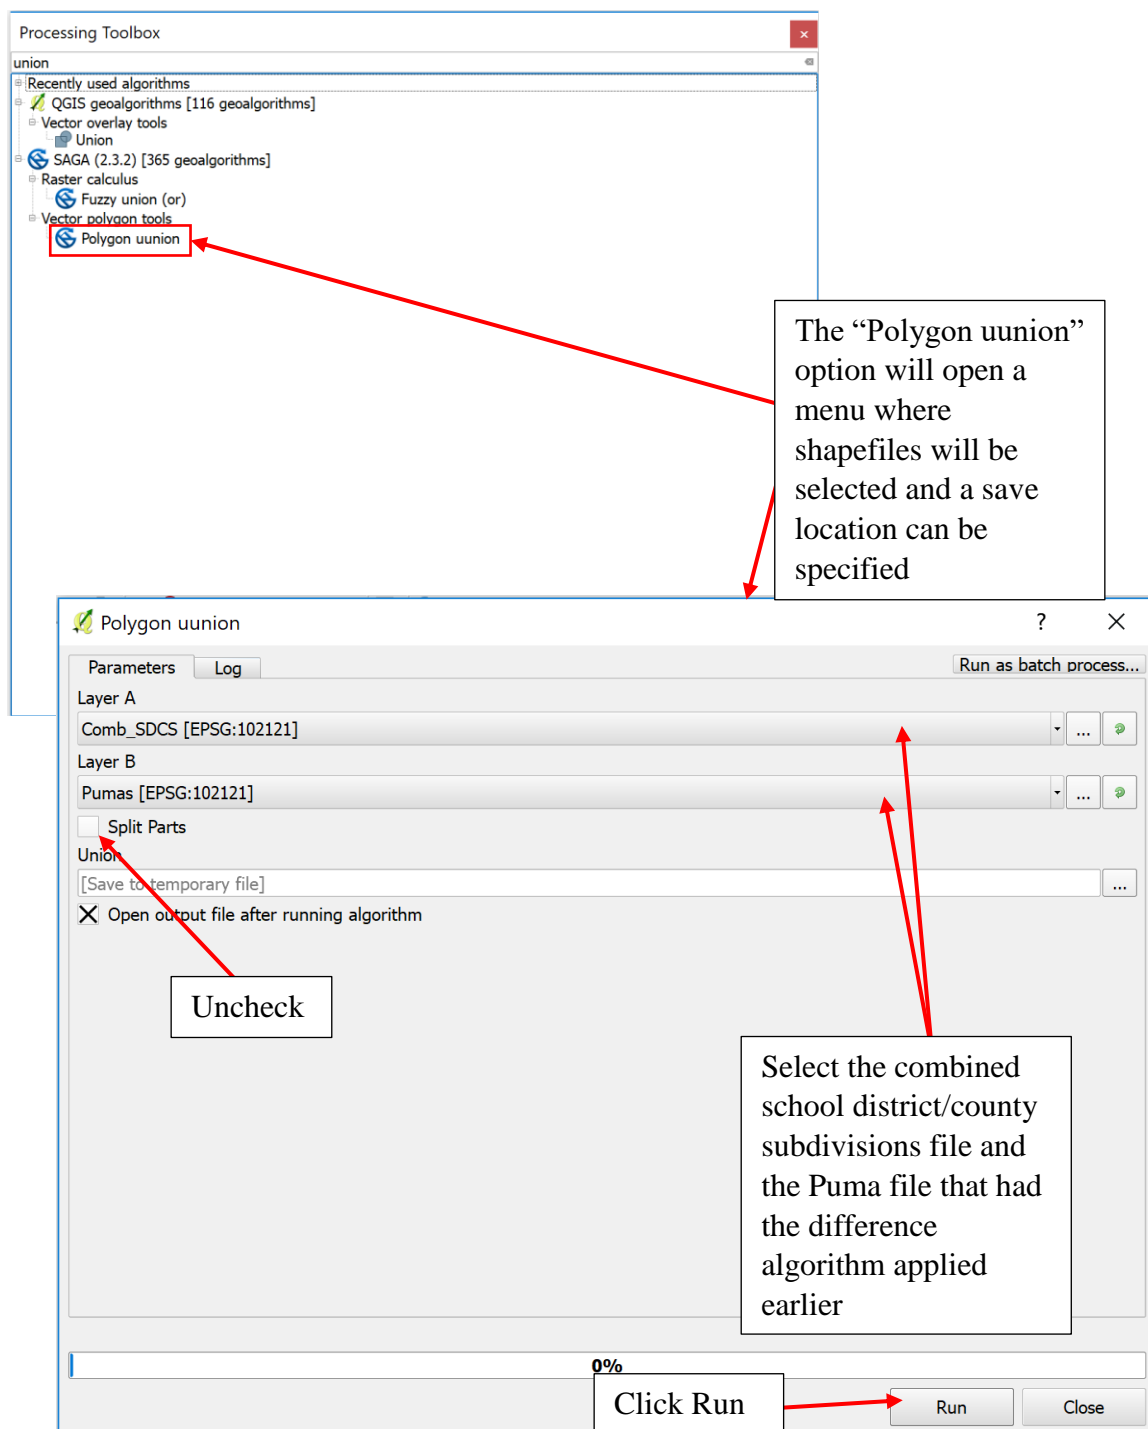 Processing Toolbox
union
Recently used algorithms
QGIS geoalgorithms [116 geoalgorithms]
Vector overlay tools
Union
SAGA (2.3.2) [365 geoalgorithms]
Raster calculus
Fuzzy union (or)
Vector polygon tools
Polygon uunion
The “Polygon uunion”
option will open a
menu where
shapefiles will be
selected and a save
location can be
specified
Polygon uunion
?
Parameters
Log
Run as batch process...
Layer A
Comb_SDCS [EPSG:102121]
...
Layer B
Pumas [EPSG:102121]
...
Split Parts
Union
[Save to temporary file]
...
Open output file after running algorithm
Uncheck
Select the combined
school district/county
subdivisions file and
the Puma file that had
the difference
algorithm applied
earlier
0%
Click Run
Run
Close